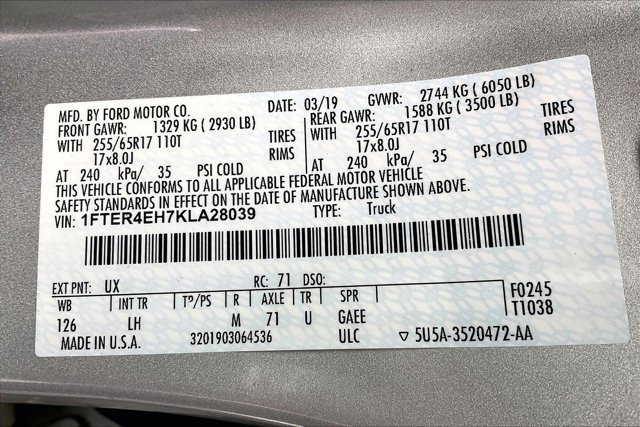 MFD. BY FORD MOTOR CO.
DATE: 03/19 GVWR: 2744 KG ( 6050 LB)
FRONT GAWR: 1329 KG ( 2930 LB) REAR GAWR: 1588 KG ( 3500 LB)
WITH 255/65R17 110T TIRES WITH 255/65R17 110T TIRES
17x8.0J RIMS 17x8.0J RIMS
AT 240 kPa/ 35 PSI COLD AT 240 kPa/ 35 PSI COLD
THIS VEHICLE CONFORMS TO ALL APPLICABLE FEDERAL MOTOR VEHICLE
SAFETY STANDARDS IN EFFECT ON THE DATE OF MANUFACTURE SHOWN ABOVE.
VIN: 1FTER4EH7KLA28039 TYPE: Truck
EXT PNT: UX RC: 71 DSO:
WB INT TR TP/PS R AXLE TR SPR F0245
126 LH M 71 U GAEE T1038
MADE IN U.S.A. 3201903064536 ULC ▽ 5U5A-3520472-AA